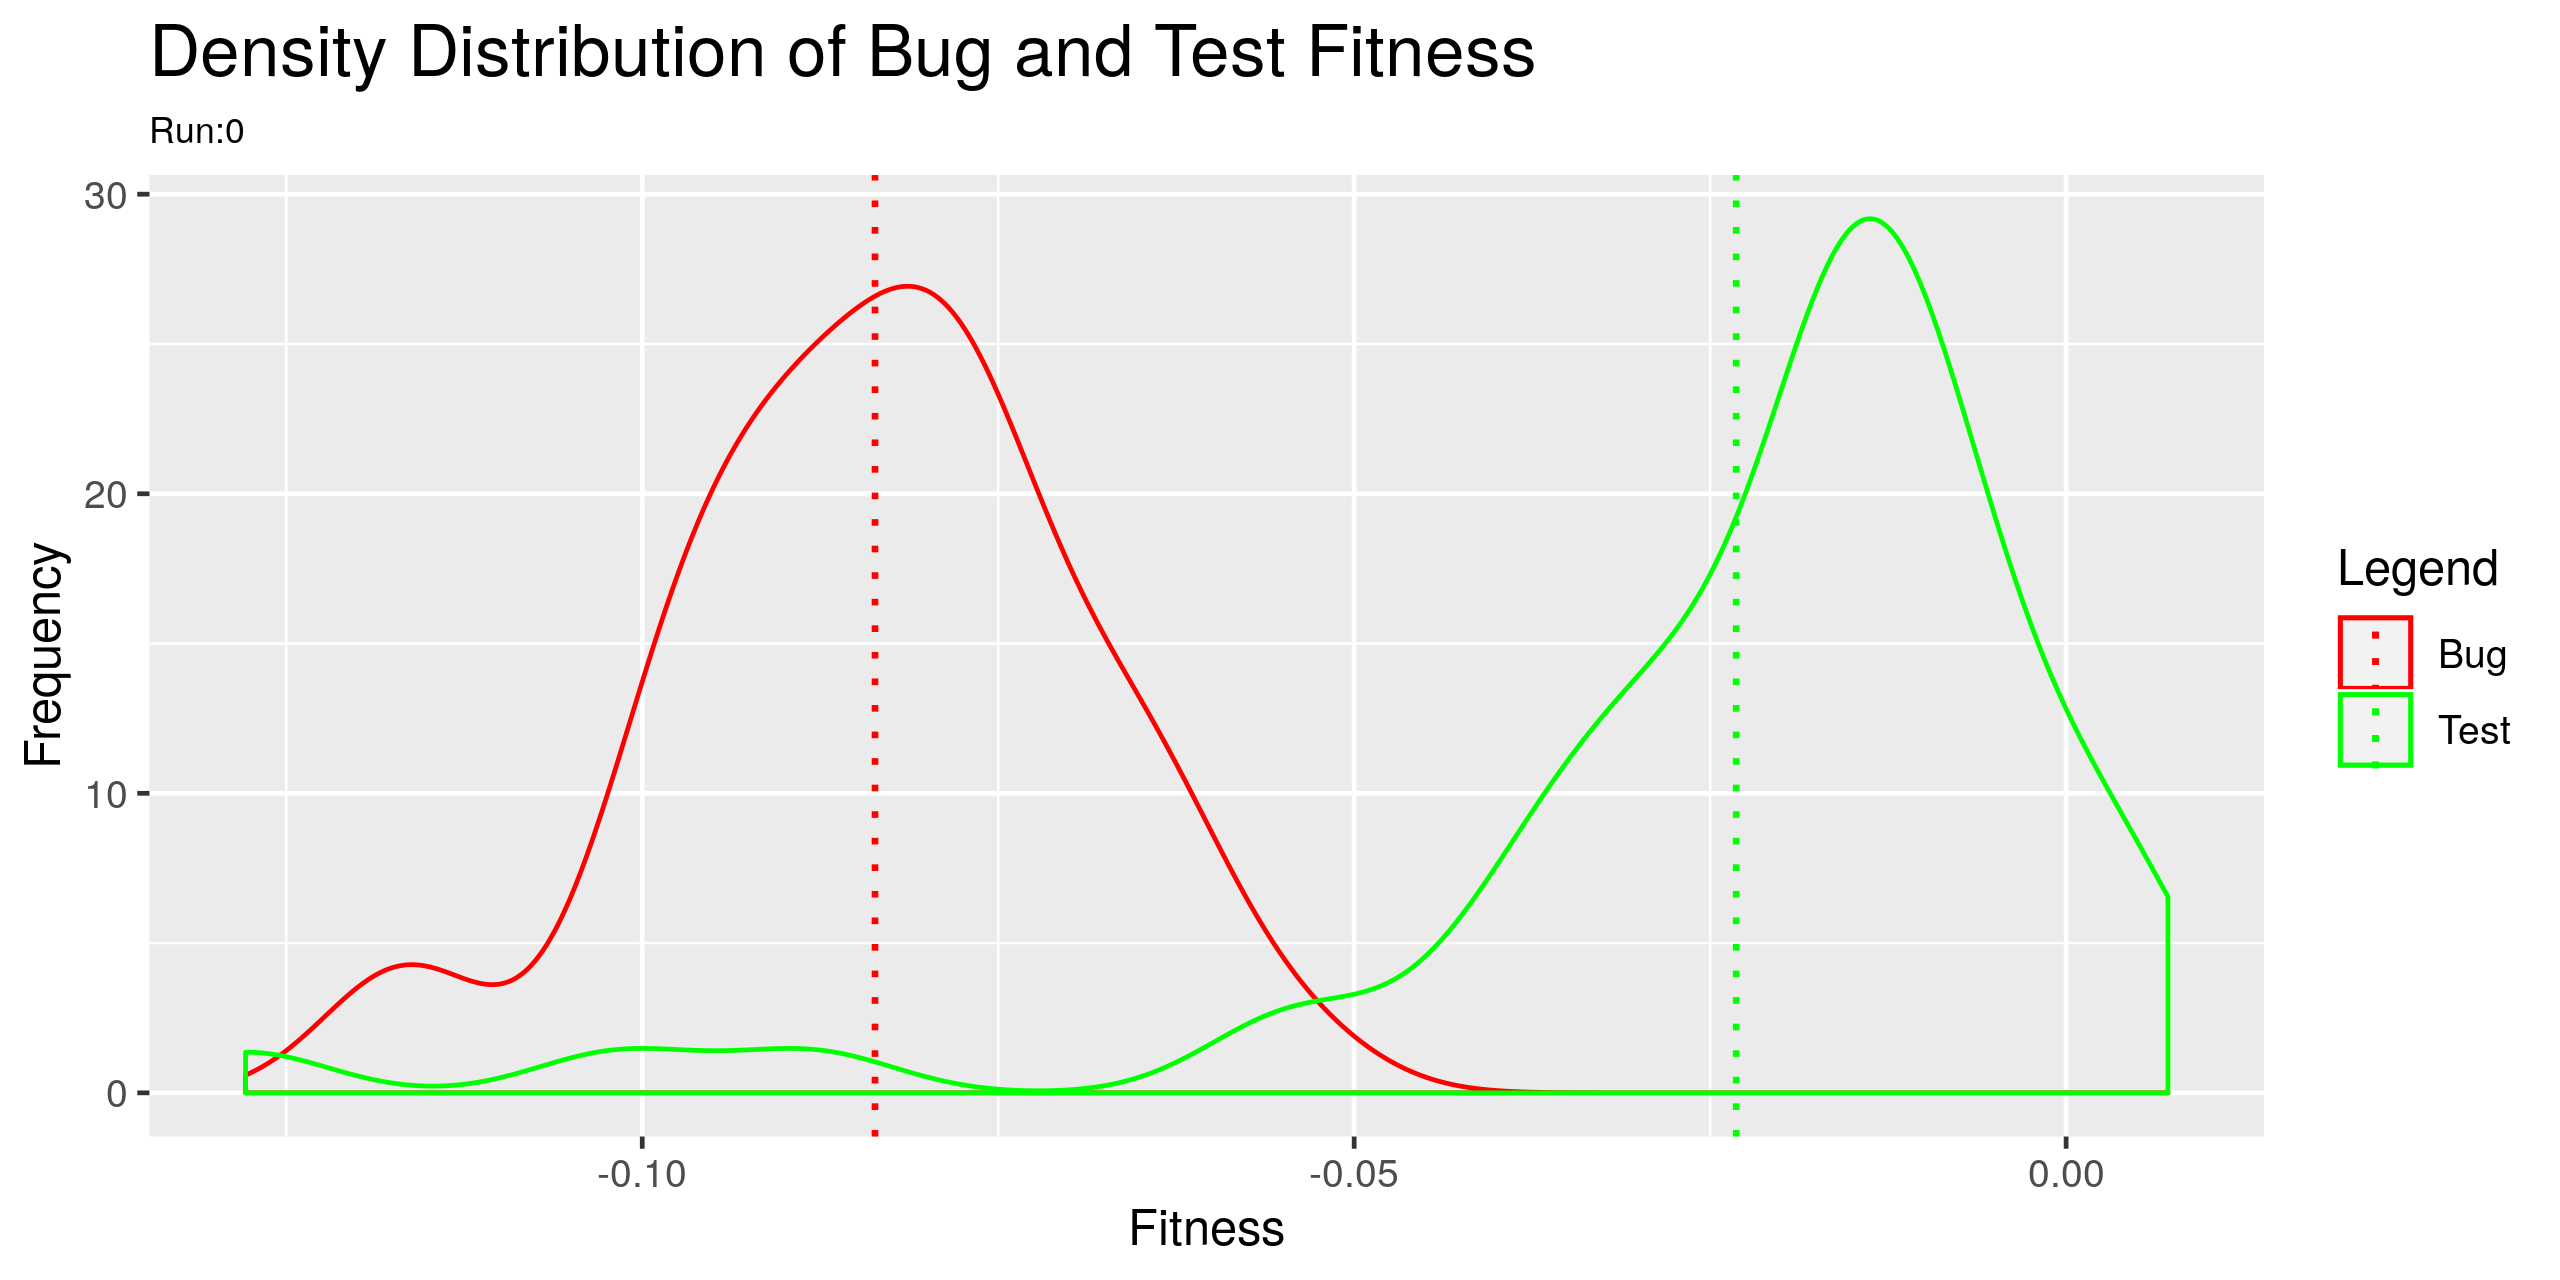 Density Distribution of Bug and Test Fitness
Run:0
30
20
10
0
Frequency
-0.10
-0.05
0.00
Fitness
Legend
Bug
Test